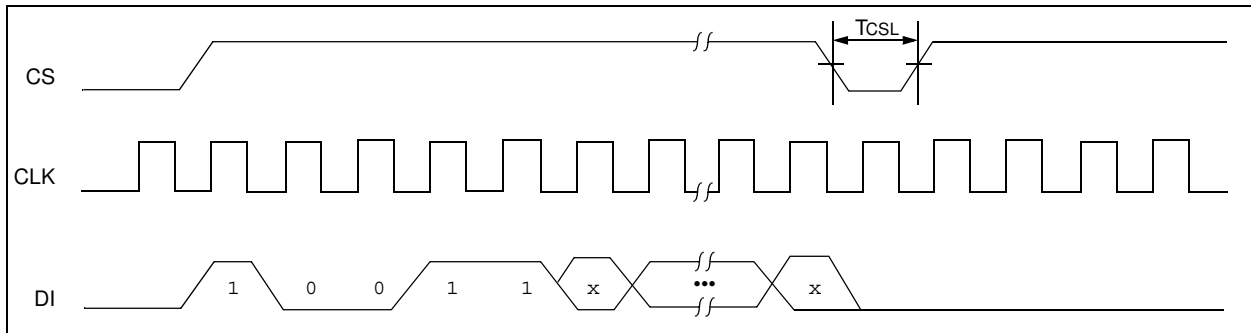 TCSL
CS
CLK
DI
1 0 0 1 1 x ••• x